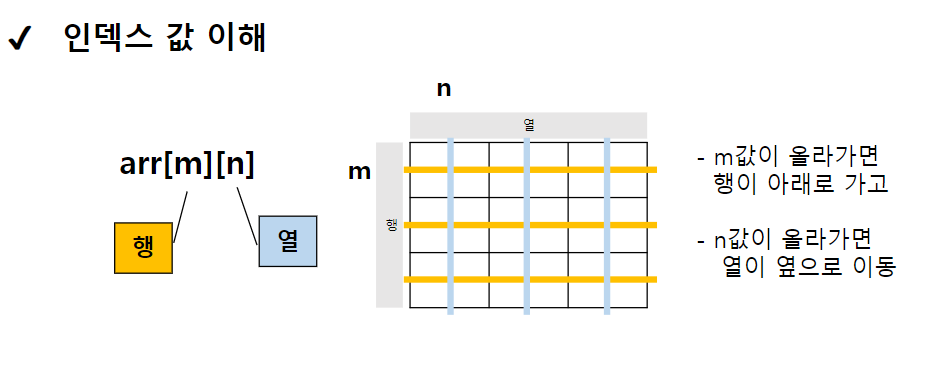 ✓ 인덱스 값 이해
arr[m][n]
행
열
n
열
m
행
- m값이 올라가면
행이 아래로 가고
- n값이 올라가면
열이 옆으로 이동